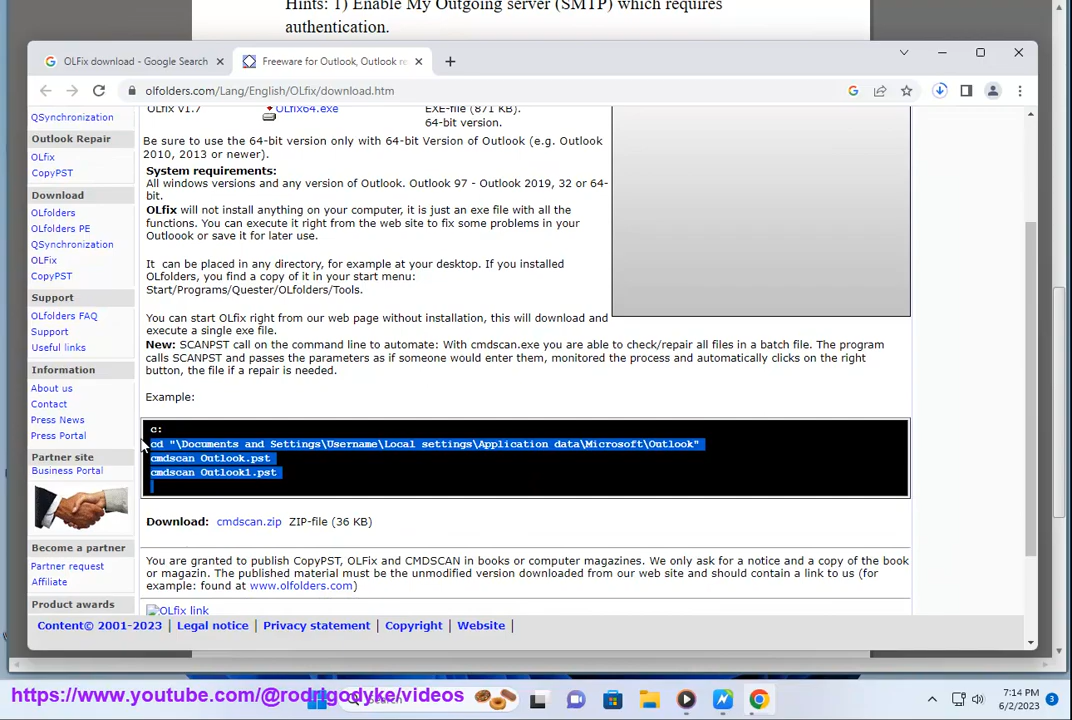 Hints: 1) Enable My Outgoing server (SMTP) which requires
authentication.
OLFix download - Google Search
Freeware for Outlook, Outlook re
olfolders.com/Lang/English/OLfix/download.htm
QSynchronization
Outlook Repair
OLfix
CopyPST
Download
OLfolders
OLfolders PE
QSynchronization
OLFix
CopyPST
Support
OLfolders FAQ
Support
Useful links
Information
About us
Contact
Press News
Press Portal
Partner site
Business Portal
Become a partner
Partner request
Affiliate
Product awards
OLfix v1.7 OLfix64.exe EXE-file (871 KB).
64-bit version.
Be sure to use the 64-bit version only with 64-bit Version of Outlook (e.g. Outlook
2010, 2013 or newer).
System requirements:
All windows versions and any version of Outlook. Outlook 97 - Outlook 2019, 32 or 64-
bit.
OLfix will not install anything on your computer, it is just an exe file with all the
functions. You can execute it right from the web site to fix some problems in your
Outloook or save it for later use.
It can be placed in any directory, for example at your desktop. If you installed
OLfolders, you find a copy of it in your start menu:
Start/Programs/Quester/OLfolders/Tools.
You can start OLfix right from our web page without installation, this will download and
execute a single exe file.
New: SCANPST call on the command line to automate: With cmdscan.exe you are able to check/repair all files in a batch file. The program
calls SCANPST and passes the parameters as if someone would enter them, monitored the process and automatically clicks on the right
button, the file if a repair is needed.
Example:
c:
cd "\Documents and Settings\Username\Local settings\Application data\Microsoft\Outlook"
cmdscan Outlook.pst
cmdscan Outlook1.pst
Download: cmdscan.zip ZIP-file (36 KB)
You are granted to publish CopyPST, OLFix and CMDSCAN in books or computer magazines. We only ask for a notice and a copy of the book
or magazin. The published material must be the unmodified version downloaded from our web site and should contain a link to us (for
example: found at www.olfolders.com)
OLfix link
Content© 2001-2023 | Legal notice | Privacy statement | Copyright | Website |
https://www.youtube.com/@rodrigodyke/videos
Search
7:14 PM
6/2/2023
3